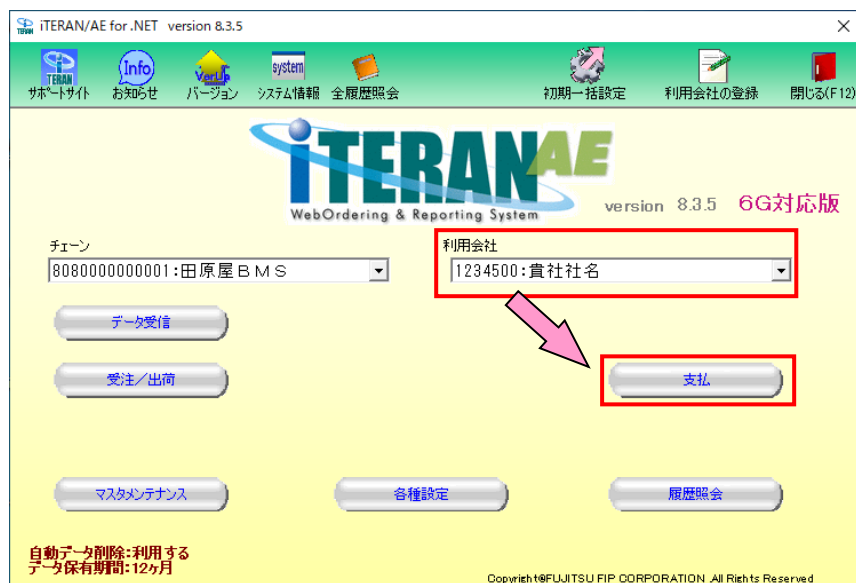 iTERAN/AE for .NET version 8.3.5
TERAN
Info
VerUp
system
サポートサイト お知らせ バージョン システム情報 全履歴照会 初期一括設定 利用会社の登録 閉じる(F12)
iTERAN AE
WebOrdering & Reporting System
version 8.3.5 6G対応版
チェーン 利用会社
8080000000001:田原屋BMS 1234500:貴社社名
データ受信
受注/出荷 支払
マスタメンテナンス 各種設定 履歴照会
自動データ削除:利用する
データ保有期間:12ヶ月
Copyright@FUJITSU FIP CORPORATION .All Rights Reserved